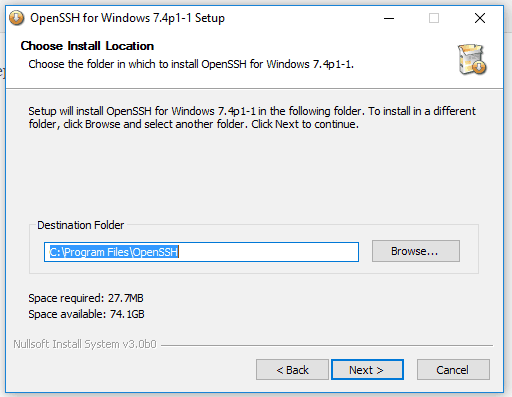 OpenSSH for Windows 7.4p1-1 Setup
Choose Install Location
Choose the folder in which to install OpenSSH for Windows 7.4p1-1.
Setup will install OpenSSH for Windows 7.4p1-1 in the following folder. To install in a different
folder, click Browse and select another folder. Click Next to continue.
Destination Folder
C:\Program Files\OpenSSH
Browse...
Space required: 27.7MB
Space available: 74.1GB
Nullsoft Install System v3.0b0
< Back
Next >
Cancel